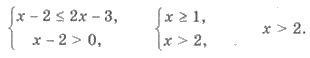 x − 2 ≤ 2x − 3,
x − 2 > 0,
x ≥ 1,
x > 2,
x > 2.